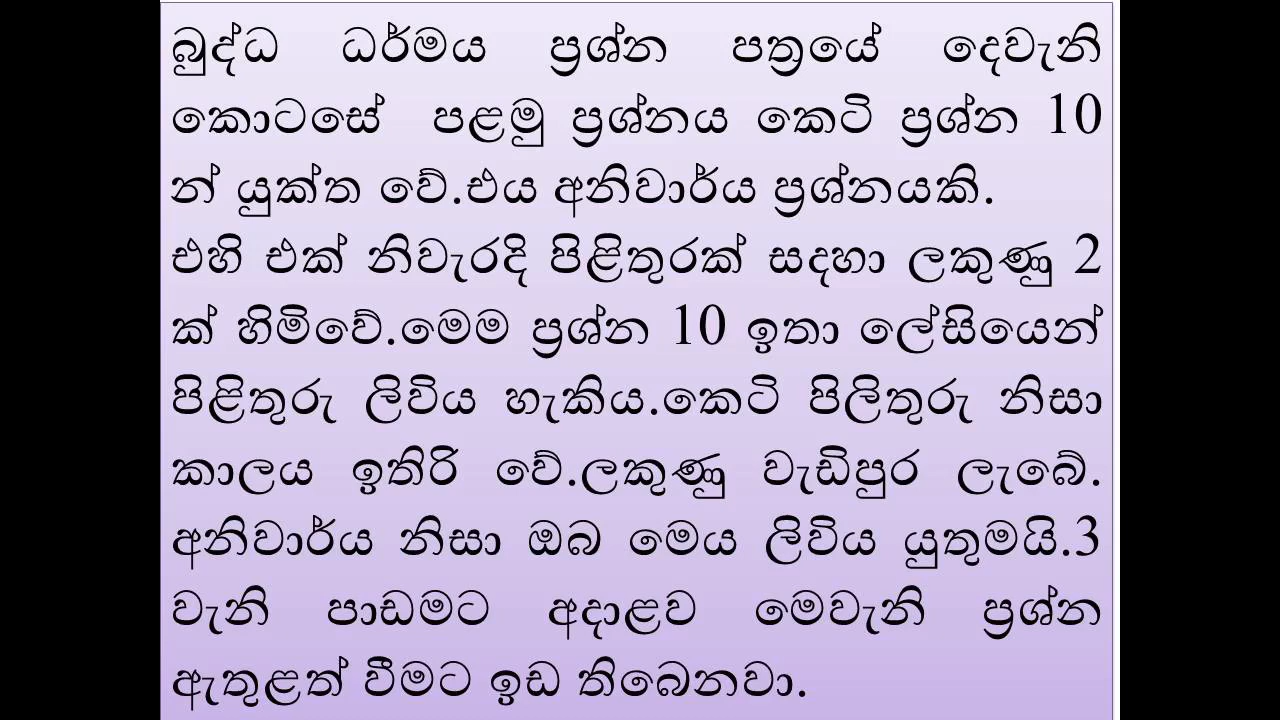 බුද්ධ ධර්මය ප්‍රශ්න පත්‍රයේ දෙවැනි
කොටසේ පළමු ප්‍රශ්නය කෙටි ප්‍රශ්න 10
න් යුක්ත වේ.එය අනිවාර්ය ප්‍රශ්නයකි.
එහි එක් නිවැරදි පිළිතුරක් සදහා ලකුණු 2
ක් හිමිවේ.මෙම ප්‍රශ්න 10 ඉතා ලේසියෙන්
පිළිතුරු ලිවිය හැකිය.කෙටි පිලිතුරු නිසා
කාලය ඉතිරි වේ.ලකුණු වැඩිපුර ලැබේ.
අනිවාර්ය නිසා ඔබ මෙය ලිවිය යුතුමයි.3
වැනි පාඩමට අදාළව මෙවැනි ප්‍රශ්න
ඇතුළත් වීමට ඉඩ තිබෙනවා.